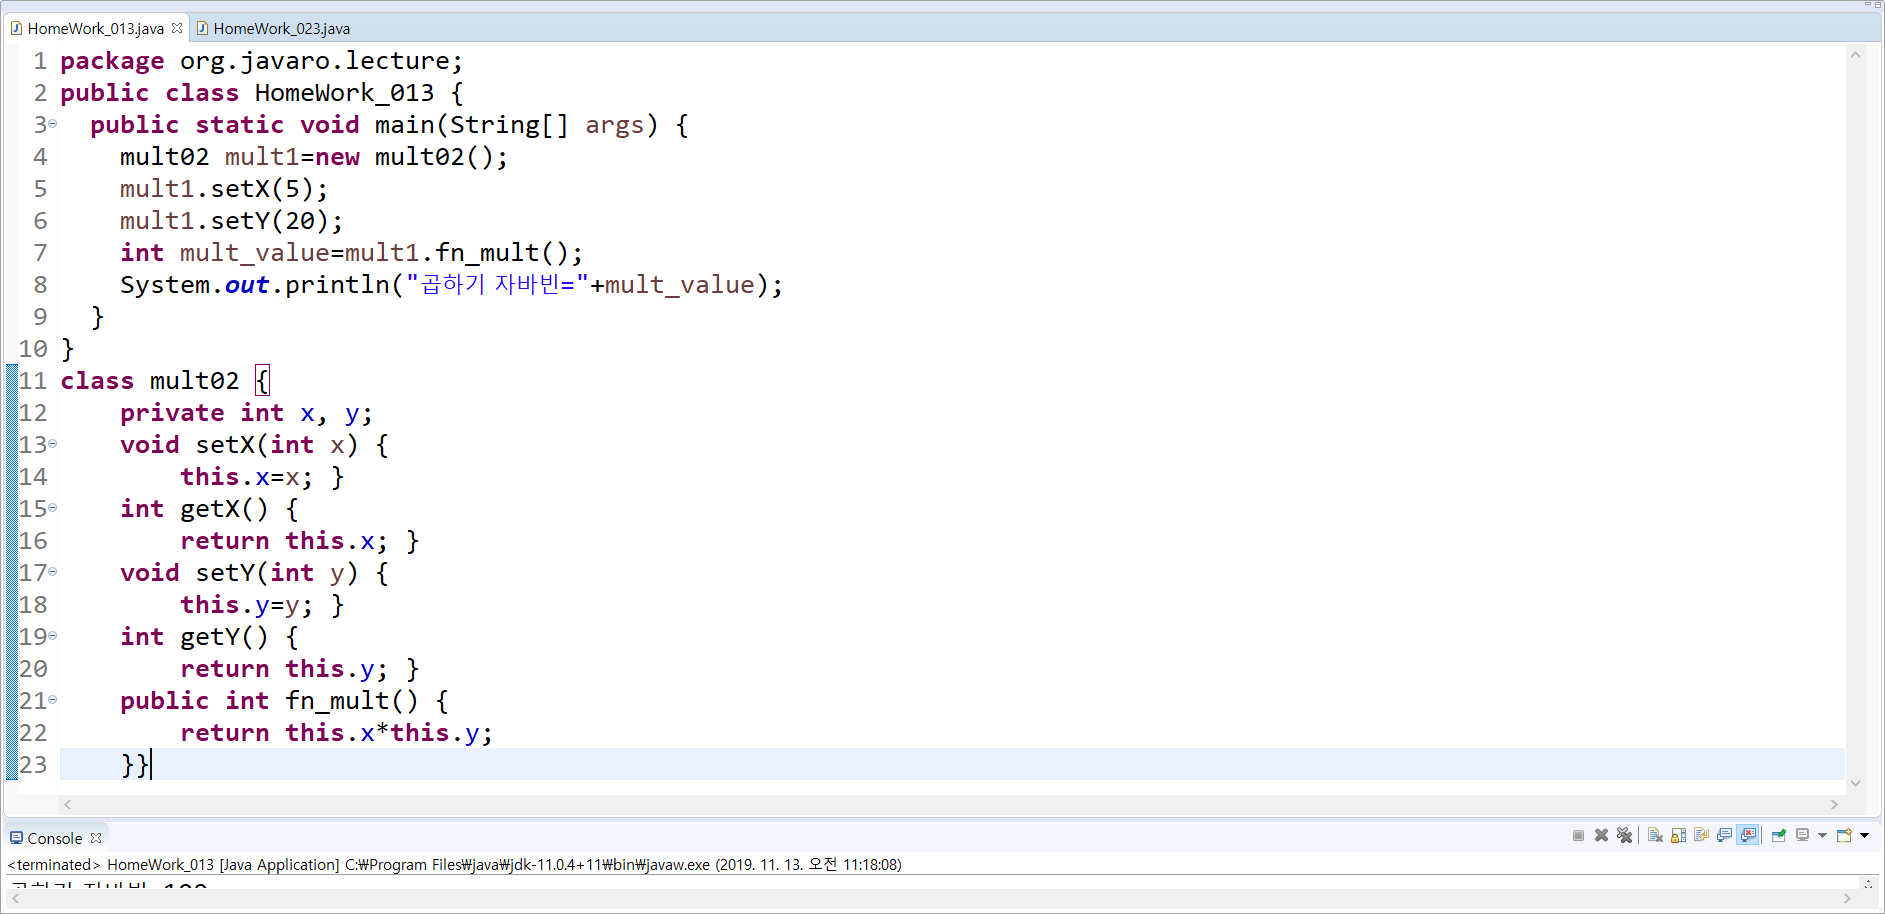 HomeWork_013.java HomeWork_023.java
1 package org.javaro.lecture;
2 public class HomeWork_013 {
3 public static void main(String[] args) {
4 mult02 mult1=new mult02();
5 mult1.setX(5);
6 mult1.setY(20);
7 int mult_value=mult1.fn_mult();
8 System.out.println("곱하기 자바빈="+mult_value);
9 }
10 }
11 class mult02 {
12 private int x, y;
13 void setX(int x) {
14 this.x=x; }
15 int getX() {
16 return this.x; }
17 void setY(int y) {
18 this.y=y; }
19 int getY() {
20 return this.y; }
21 public int fn_mult() {
22 return this.x*this.y;
23 }}
Console
<terminated> HomeWork_013 [Java Application] C:₩Program Files₩java₩jdk-11.0.4+11₩bin₩javaw.exe (2019. 11. 13. 오전 11:18:08)